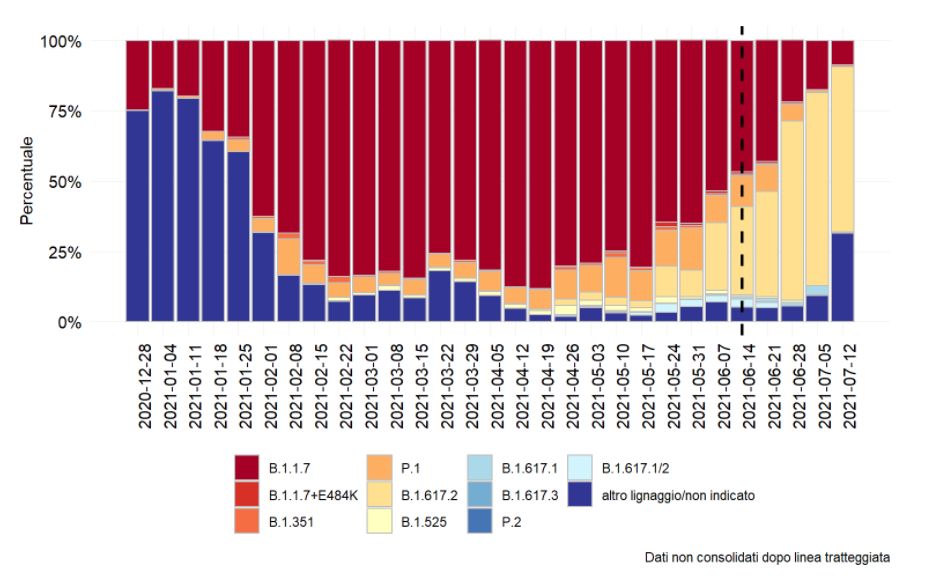 100%
75%
50%
25%
0%
Percentuale
2020-12-28
2021-01-04
2021-01-11
2021-01-18
2021-01-25
2021-02-01
2021-02-08
2021-02-15
2021-02-22
2021-03-01
2021-03-08
2021-03-15
2021-03-22
2021-03-29
2021-04-05
2021-04-12
2021-04-19
2021-04-26
2021-05-03
2021-05-10
2021-05-17
2021-05-24
2021-05-31
2021-06-07
2021-06-14
2021-06-21
2021-06-28
2021-07-05
2021-07-12
B.1.1.7
P.1
B.1.617.1
B.1.617.1/2
B.1.1.7+E484K
B.1.617.2
B.1.617.3
altro lignaggio/non indicato
B.1.351
B.1.525
P.2
Dati non consolidati dopo linea tratteggiata